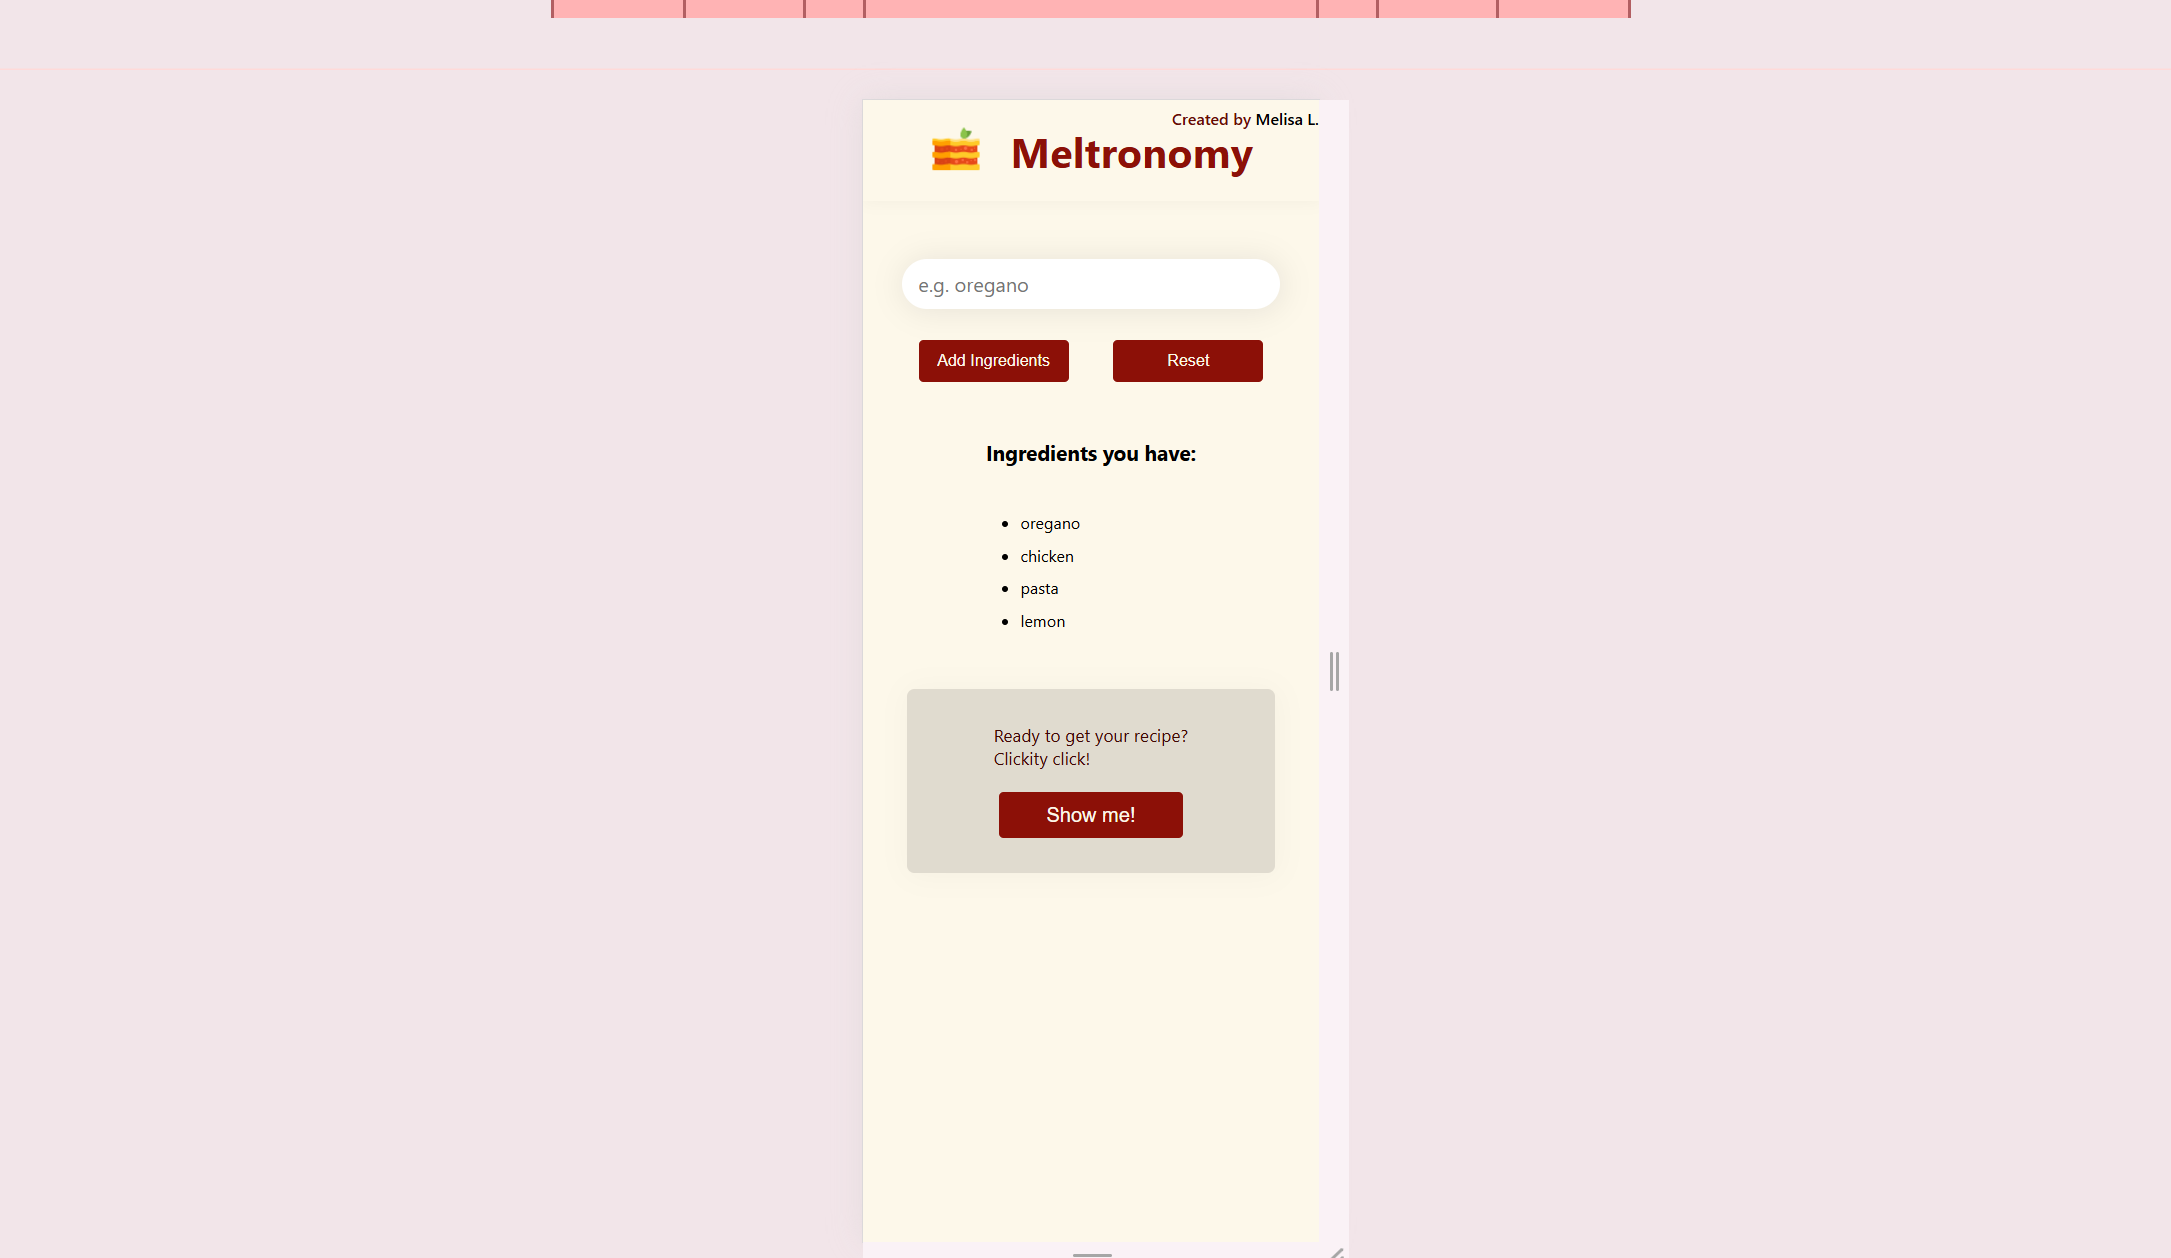 Created by Melisa L.
Meltronomy
e.g. oregano
Add Ingredients
Reset
Ingredients you have:
oregano
chicken
pasta
lemon
Ready to get your recipe?
Clickity click!
Show me!